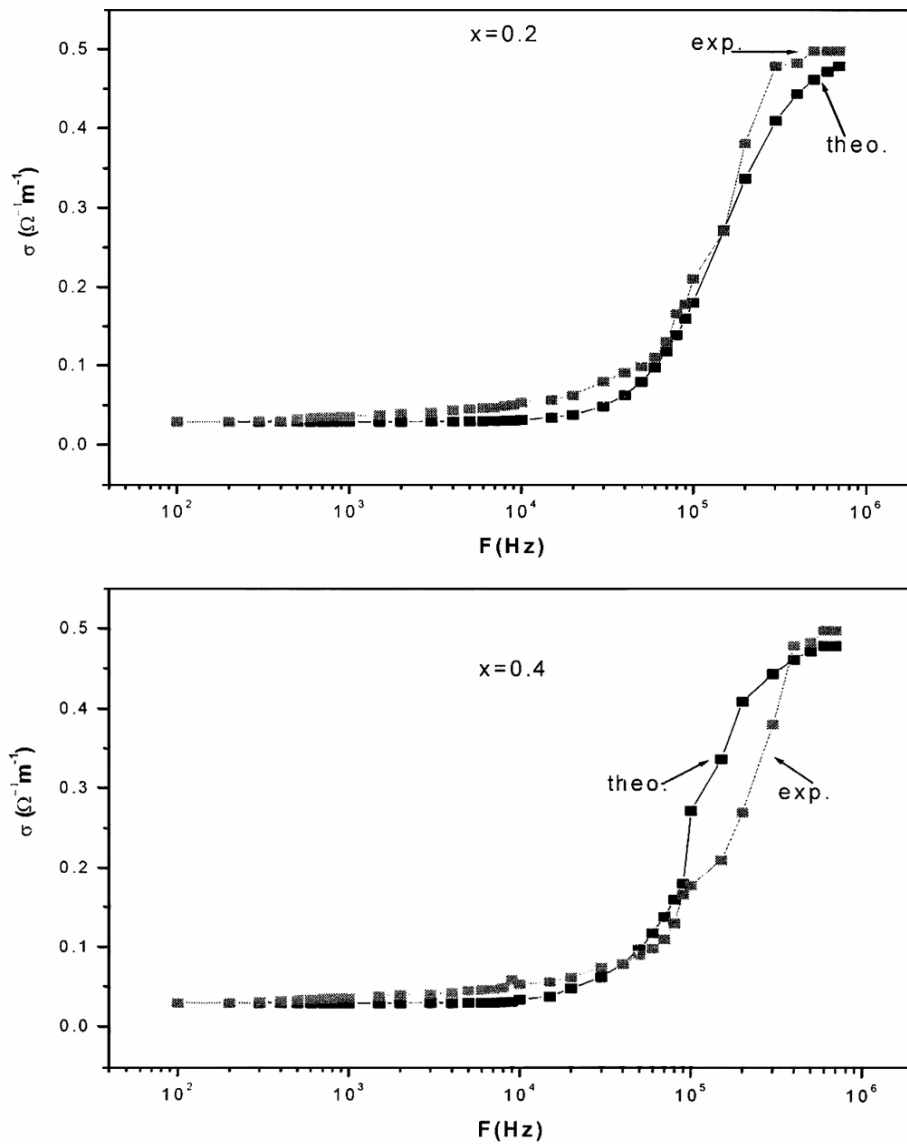 x=0.2
exp.
theo.
0.5
0.4
0.3
0.2
0.1
0.0
σ (Ω⁻¹m⁻¹)
10² 10³ 10⁴ 10⁵ 10⁶
F(Hz)
x=0.4
theo.
exp.
0.5
0.4
0.3
0.2
0.1
0.0
σ (Ω⁻¹m⁻¹)
10² 10³ 10⁴ 10⁵ 10⁶
F(Hz)